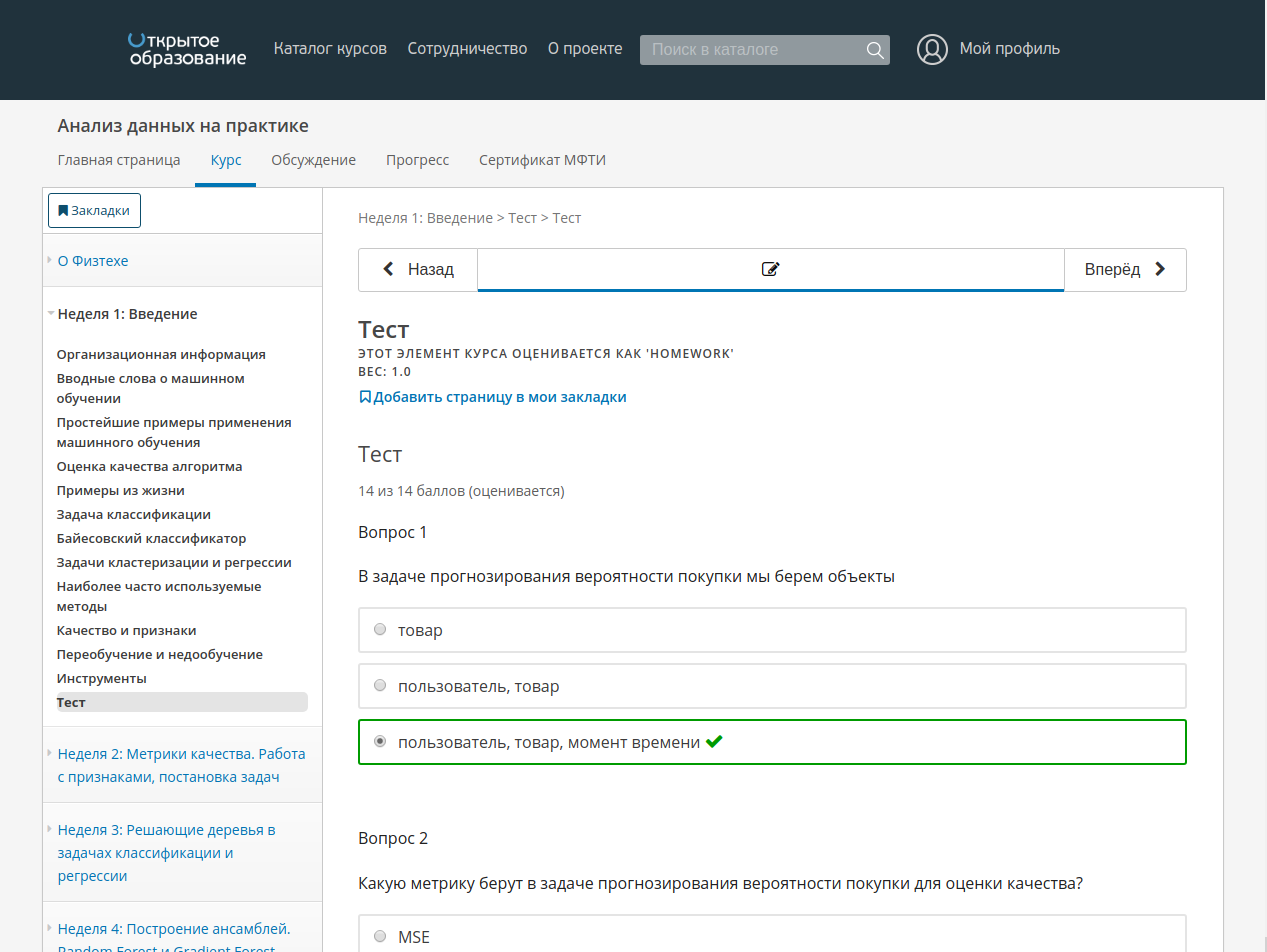 Открытое
образование
Каталог курсов
Сотрудничество
О проекте
Поиск в каталоге
Мой профиль
Анализ данных на практике
Главная страница
Курс
Обсуждение
Прогресс
Сертификат МФТИ
Закладки
О Физтехе
Неделя 1: Введение
Организационная информация
Вводные слова о машинном
обучении
Простейшие примеры применения
машинного обучения
Оценка качества алгоритма
Примеры из жизни
Задача классификации
Байесовский классификатор
Задачи кластеризации и регрессии
Наиболее часто используемые
методы
Качество и признаки
Переобучение и недообучение
Инструменты
Тест
Неделя 2: Метрики качества. Работа
с признаками, постановка задач
Неделя 3: Решающие деревья в
задачах классификации и
регрессии
Неделя 4: Построение ансамблей.
Random Forest и Gradient Forest
Неделя 1: Введение > Тест > Тест
Назад
Вперёд
Тест
ЭТОТ ЭЛЕМЕНТ КУРСА ОЦЕНИВАЕТСЯ КАК 'HOMEWORK'
ВЕС: 1.0
Добавить страницу в мои закладки
Тест
14 из 14 баллов (оценивается)
Вопрос 1
В задаче прогнозирования вероятности покупки мы берем объекты
товар
пользователь, товар
пользователь, товар, момент времени
Вопрос 2
Какую метрику берут в задаче прогнозирования вероятности покупки для оценки качества?
MSE